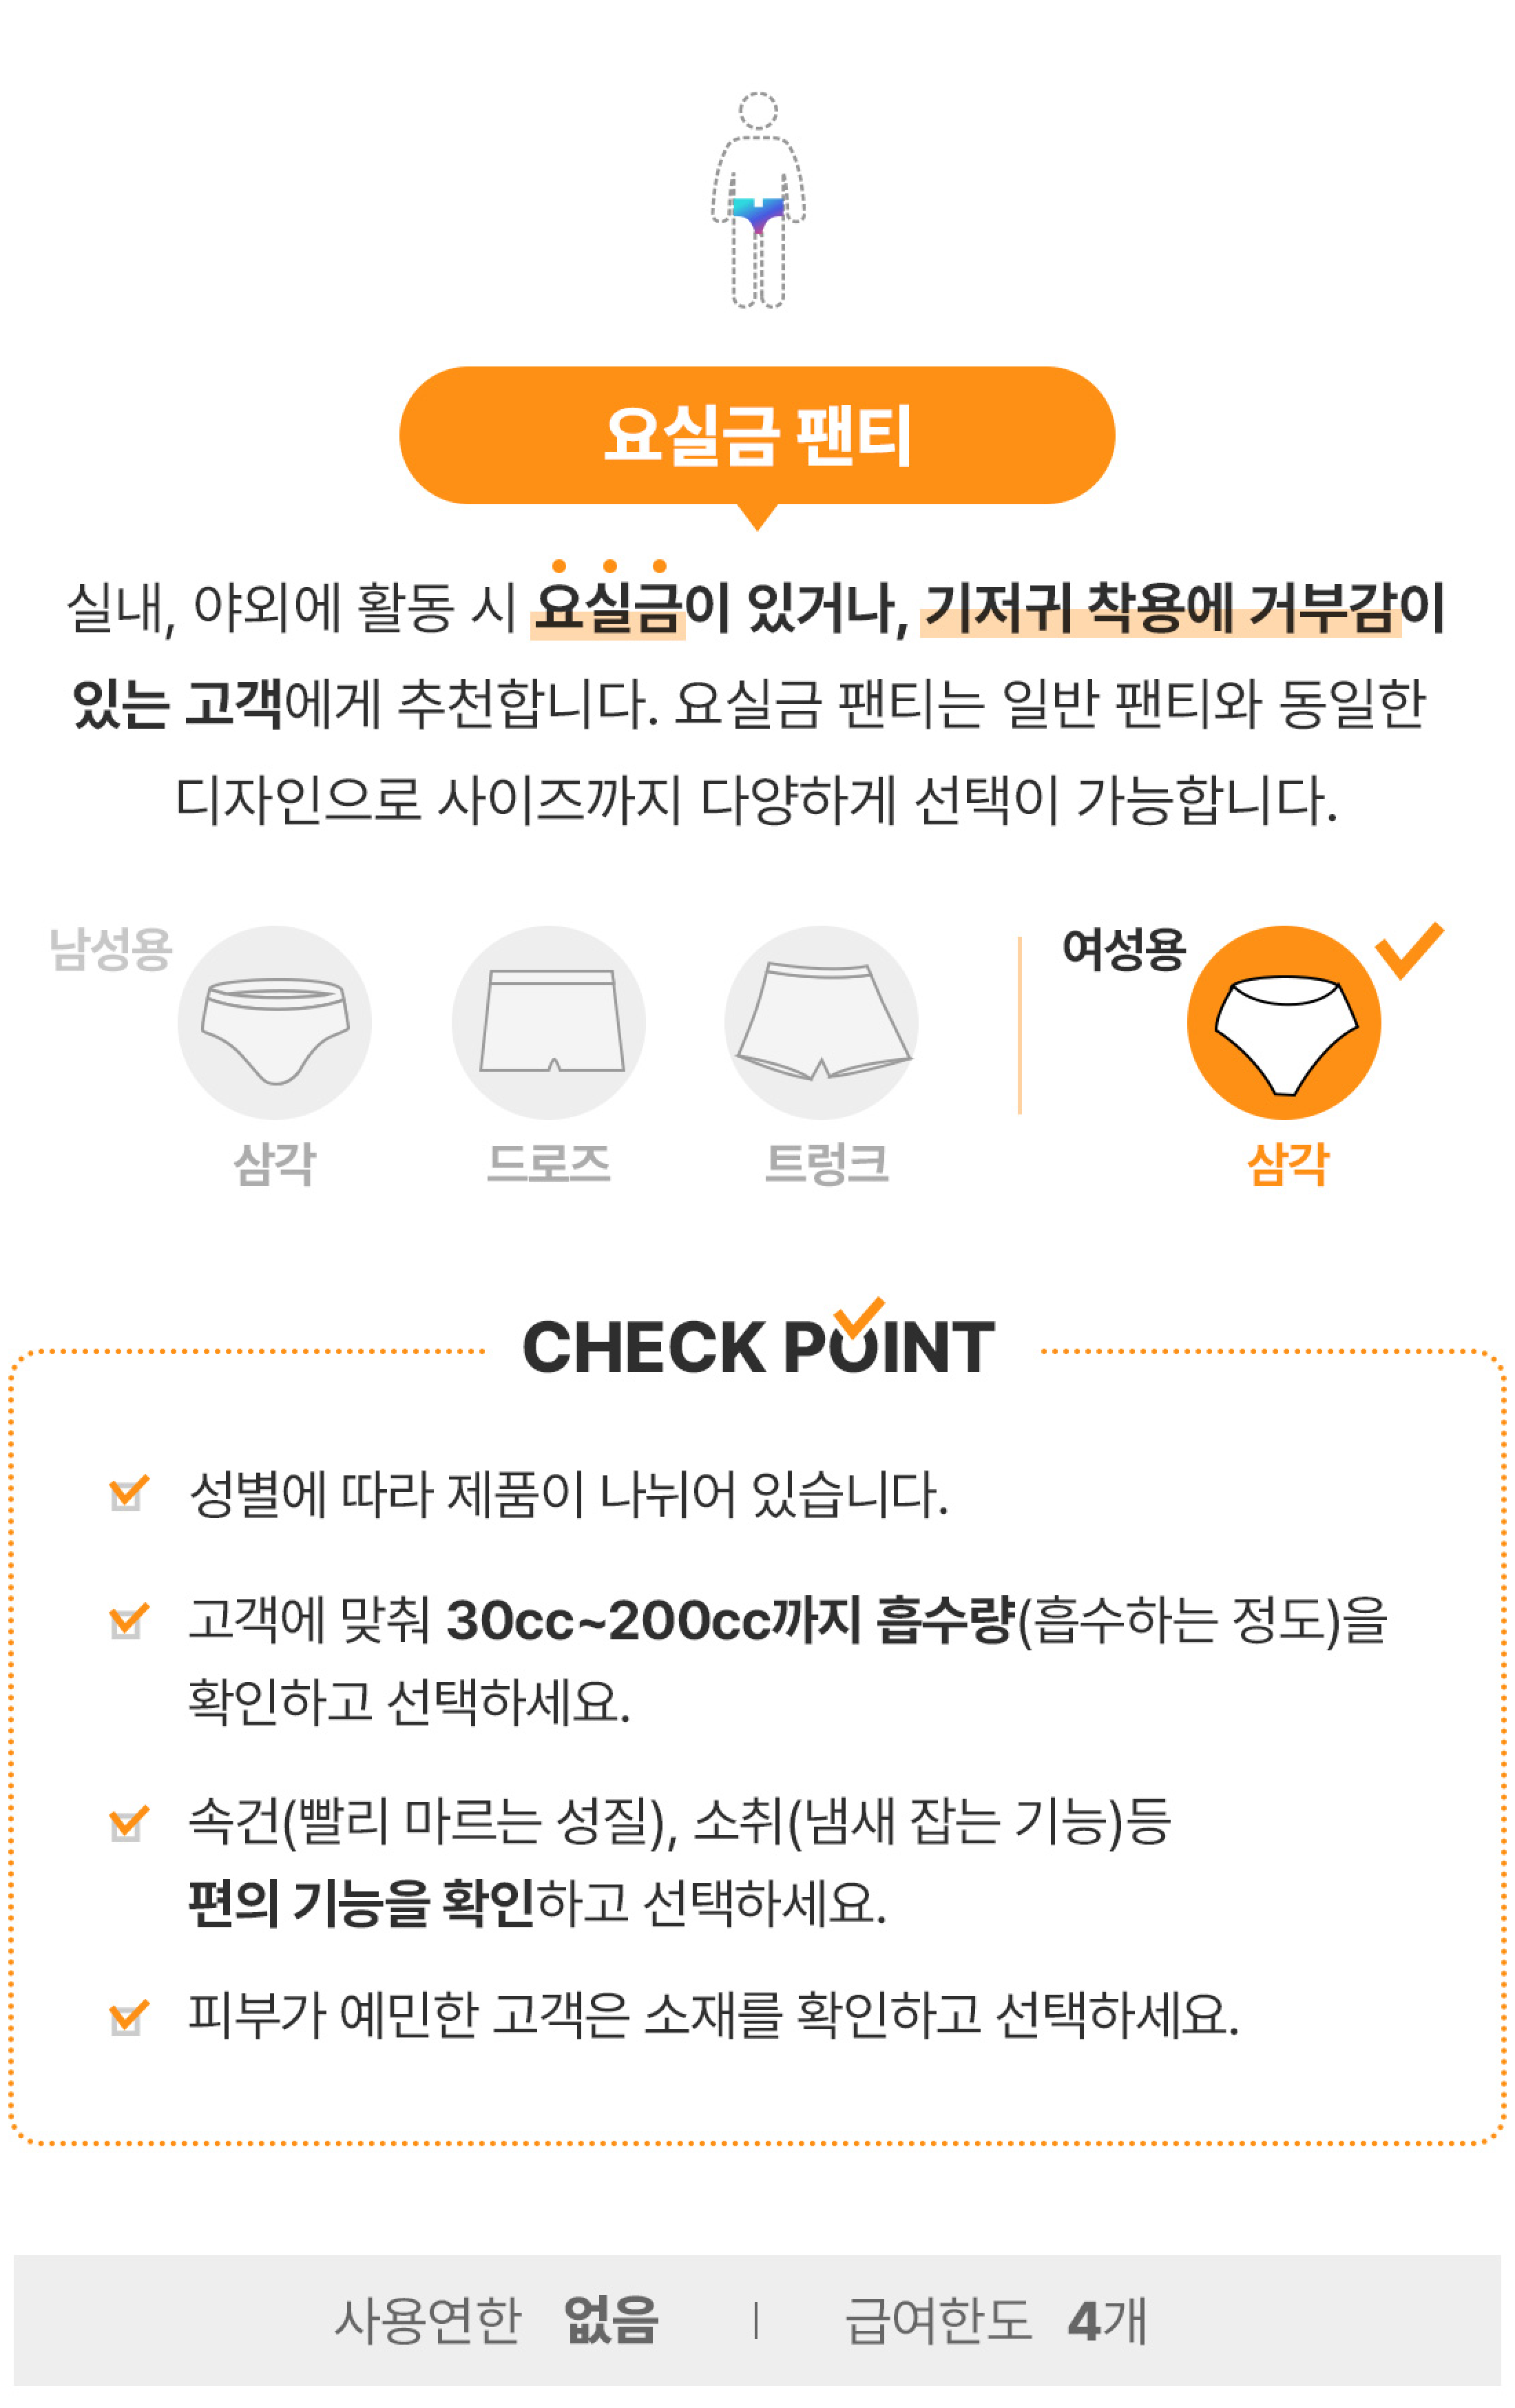 요실금 팬티
실내, 야외에 활동 시 요실금이 있거나, 기저귀 착용에 거부감이
있는 고객에게 추천합니다. 요실금 팬티는 일반 팬티와 동일한
디자인으로 사이즈까지 다양하게 선택이 가능합니다.
남성용
삼각
드로즈
트렁크
여성용
삼각
CHECK POINT
성별에 따라 제품이 나뉘어 있습니다.
고객에 맞춰 30cc~200cc까지 흡수량(흡수하는 정도)을
확인하고 선택하세요.
속건(빨리 마르는 성질), 소취(냄새 잡는 기능)등
편의 기능을 확인하고 선택하세요.
피부가 예민한 고객은 소재를 확인하고 선택하세요.
사용연한 없음 | 급여한도 4개